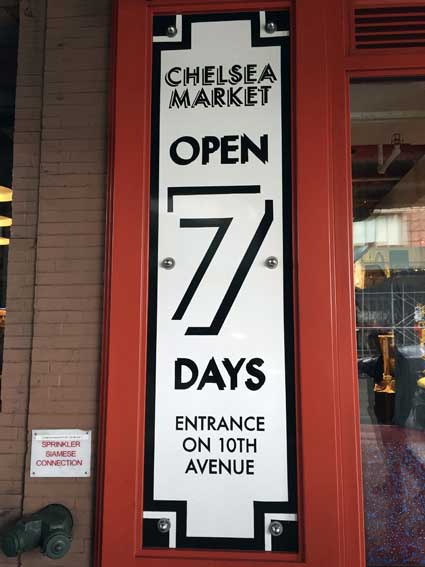 CHELSEA
MARKET
OPEN
7
DAYS
ENTRANCE
ON 10TH
AVENUE
SPRINKLER
SIAMESE
CONNECTION